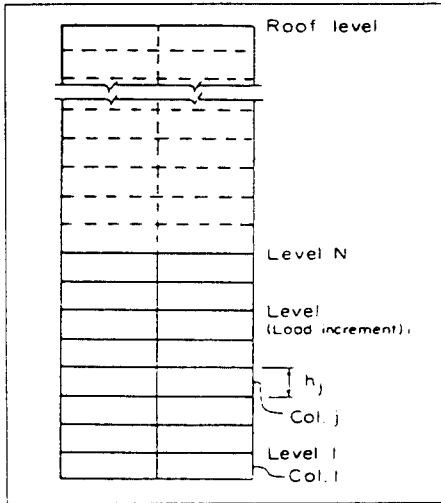 Roof level
Level N
Level
(Load increment)i
hj
Col. j
Level 1
Col. 1